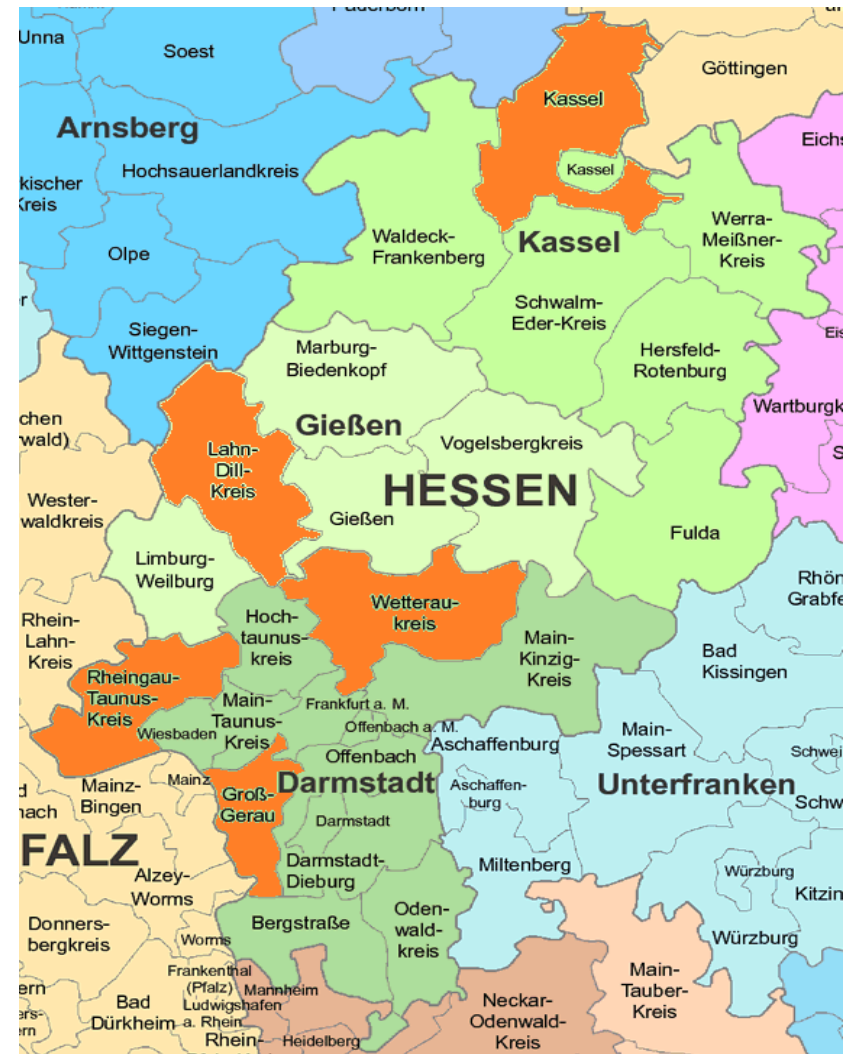 Unna
Soest
Göttingen
Kassel
Arnsberg
Hochsauerlandkreis
Kassel
kischer
Kreis
Olpe
Waldeck-
Frankenberg
Kassel
Werra-
Meißner-
Kreis
Siegen-
Wittgenstein
Schwalm-
Eder-Kreis
Marburg-
Biedenkopf
Hersfeld-
Rotenburg
Gießen
Vogelsbergkreis
Lahn-
Dill-
Kreis
HESSEN
Wester-
waldkreis
Gießen
Fulda
Limburg-
Weilburg
Wetterau-
kreis
Hoch-
taunus-
kreis
Rhein-
Lahn-
Kreis
Main-
Kinzig-
Kreis
Bad
Kissingen
Rheingau-
Taunus-
Kreis
Main-
Taunus-
Kreis
Frankfurt a. M.
Offenbach a. M.
Wiesbaden
Aschaffenburg
Main-
Spessart
Offenbach
Mainz
Mainz-
Bingen
Groß-
Gerau
Darmstadt
Aschaffen-
burg
Unterfranken
Darmstadt
FALZ
Darmstadt-
Dieburg
Miltenberg
Würzburg
Alzey-
Worms
Bergstraße
Oden-
wald-
kreis
Donners-
bergkreis
Worms
Würzburg
Frankenthal
(Pfalz)
Mannheim
Ludwigshafen
a. Rhein
Main-
Tauber-
Kreis
Bad
Dürkheim
Neckar-
Odenwald-
Kreis
Rhein-
Heidelberg